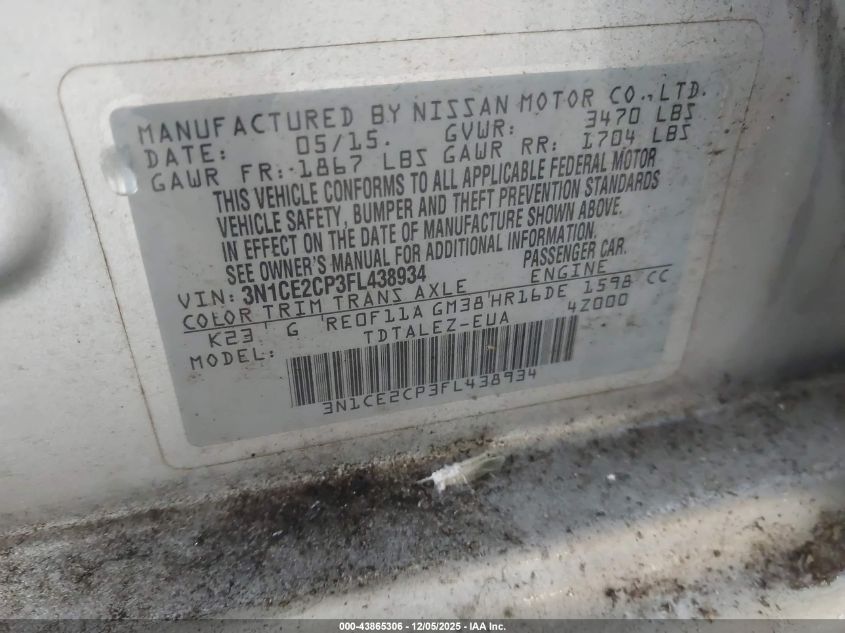 MANUFACTURED BY NISSAN MOTOR CO., LTD.
DATE: 05/15. GVWR: 3470 LBS
GAWR FR: 1867 LBS GAWR RR: 1704 LBS
THIS VEHICLE CONFORMS TO ALL APPLICABLE FEDERAL MOTOR
VEHICLE SAFETY, BUMPER AND THEFT PREVENTION STANDARDS
IN EFFECT ON THE DATE OF MANUFACTURE SHOWN ABOVE.
SEE OWNER'S MANUAL FOR ADDITIONAL INFORMATION.
VIN: 3N1CE2CP3FL438934 PASSENGER CAR.
COLOR TRIM TRANS AXLE ENGINE
K23 G RE0F11A GM38 HR16DE 1598 CC
MODEL: TDTALEZ-EUA 4Z000
3N1CE2CP3FL438934
000-43865306 - 12/05/2025 - IAA Inc.